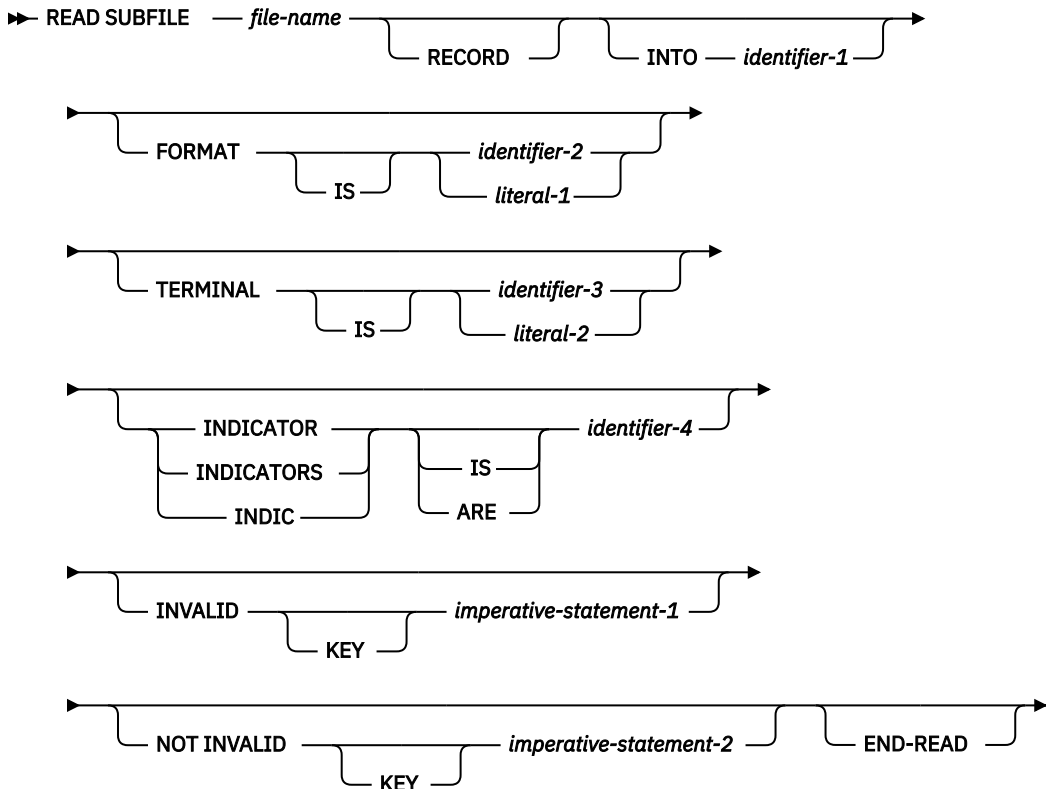 READ SUBFILE file-name
RECORD INTO identifier-1
FORMAT identifier-2
IS literal-1
TERMINAL identifier-3
IS literal-2
INDICATOR identifier-4
INDICATORS IS
INDIC ARE
INVALID imperative-statement-1
KEY
NOT INVALID imperative-statement-2 END-READ
KEY